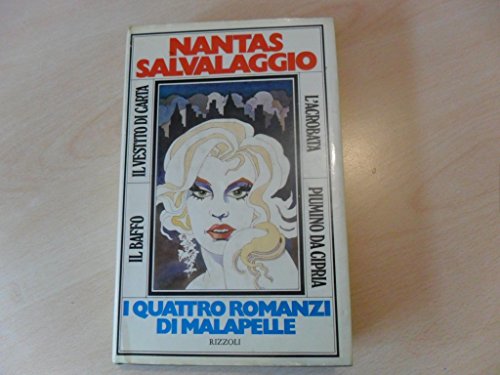 NANTAS
SALVALAGGIO
IL BAFFO IL VESTITO DI CARTA
L'ACROBATA PIUMINO DA CIPRIA
I QUATTRO ROMANZI
DI MALAPELLE
RIZZOLI